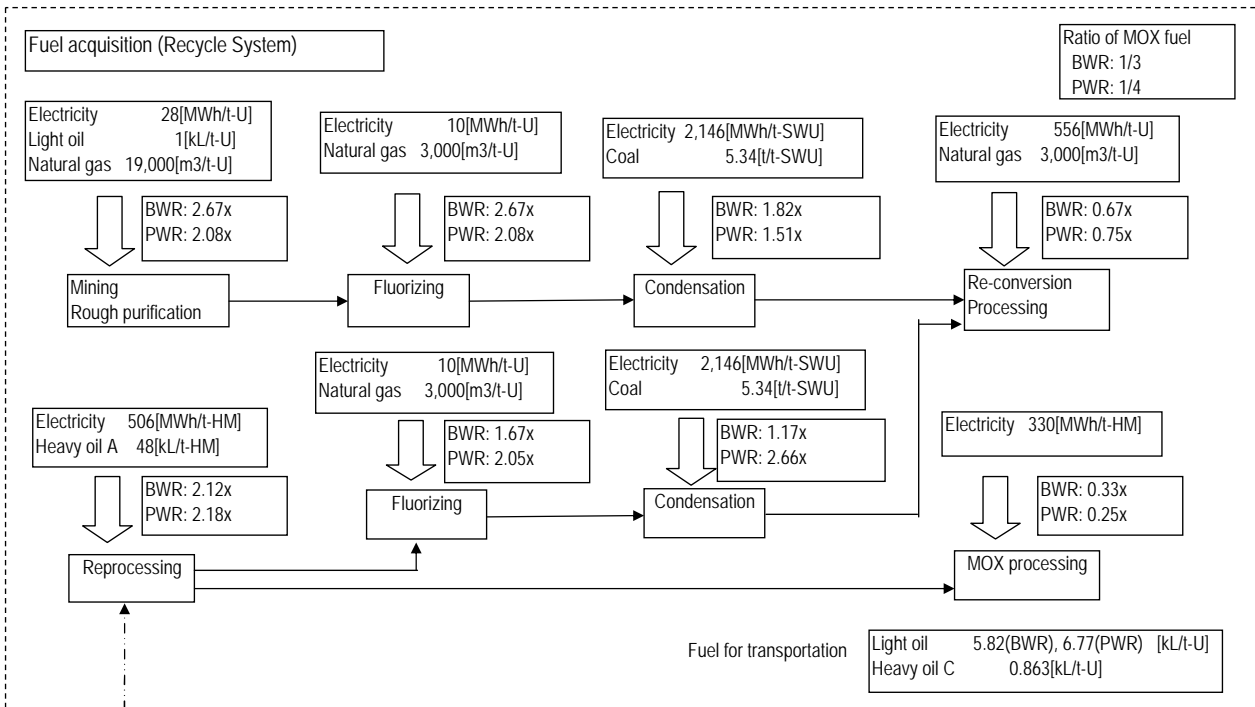 Fuel acquisition (Recycle System)
Ratio of MOX fuel
BWR: 1/3
PWR: 1/4
Electricity 28[MWh/t-U]
Light oil 1[kL/t-U]
Natural gas 19,000[m3/t-U]
Electricity 10[MWh/t-U]
Natural gas 3,000[m3/t-U]
Electricity 2,146[MWh/t-SWU]
Coal 5.34[t/t-SWU]
Electricity 556[MWh/t-U]
Natural gas 3,000[m3/t-U]
BWR: 2.67x
PWR: 2.08x
BWR: 2.67x
PWR: 2.08x
BWR: 1.82x
PWR: 1.51x
BWR: 0.67x
PWR: 0.75x
Mining
Rough purification
Fluorizing
Condensation
Re-conversion
Processing
Electricity 10[MWh/t-U]
Natural gas 3,000[m3/t-U]
Electricity 2,146[MWh/t-SWU]
Coal 5.34[t/t-SWU]
Electricity 506[MWh/t-HM]
Heavy oil A 48[kL/t-HM]
Electricity 330[MWh/t-HM]
BWR: 1.67x
PWR: 2.05x
BWR: 1.17x
PWR: 2.66x
BWR: 2.12x
PWR: 2.18x
BWR: 0.33x
PWR: 0.25x
Fluorizing
Condensation
Reprocessing
MOX processing
Fuel for transportation
Light oil 5.82(BWR), 6.77(PWR) [kL/t-U]
Heavy oil C 0.863[kL/t-U]